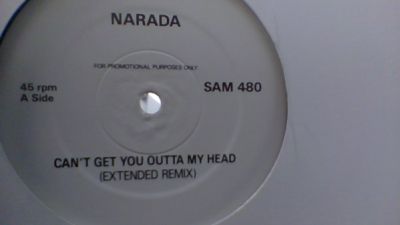 NARADA
FOR PROMOTIONAL PURPOSES ONLY
45 rpm
A Side
SAM 480
CAN'T GET YOU OUTTA MY HEAD
(EXTENDED REMIX)